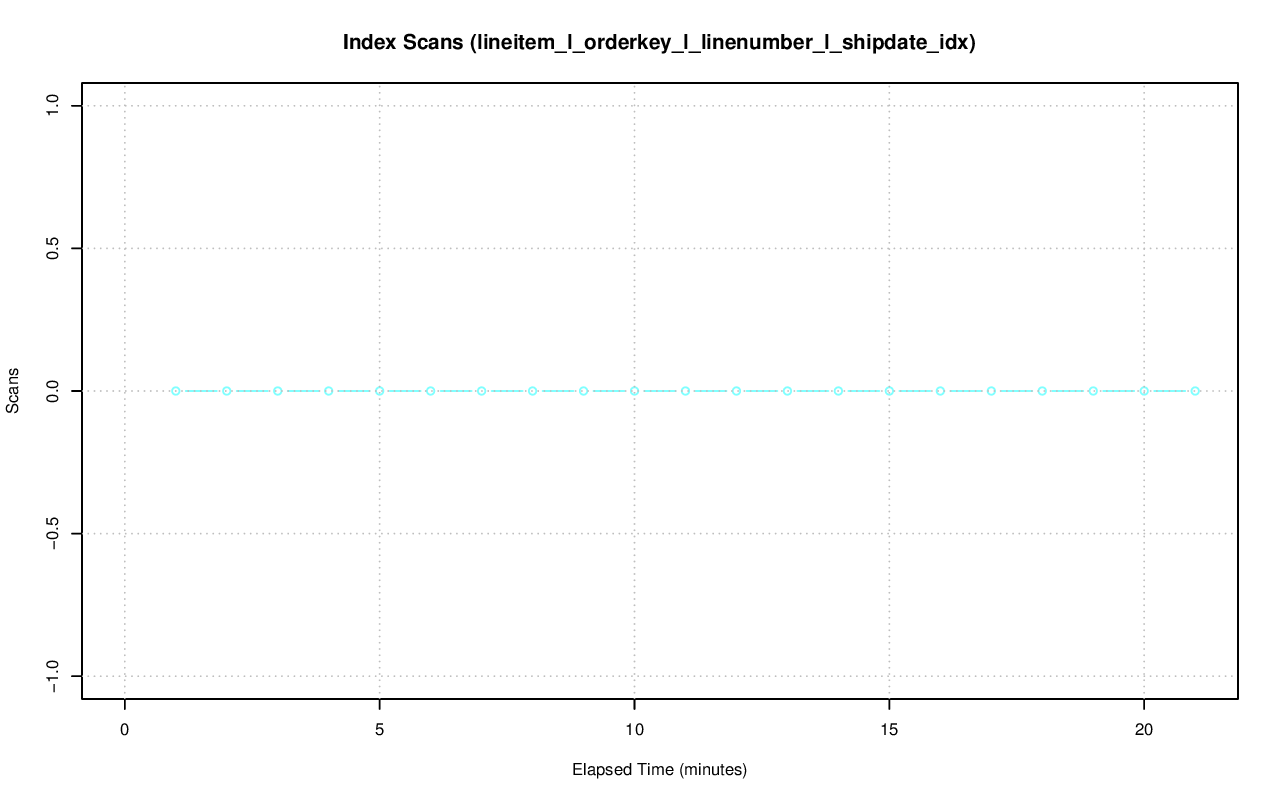 Index Scans (lineitem_l_orderkey_l_linenumber_l_shipdate_idx)
1.0
0.5
0.0
−0.5
−1.0
Scans
0 5 10 15 20
Elapsed Time (minutes)